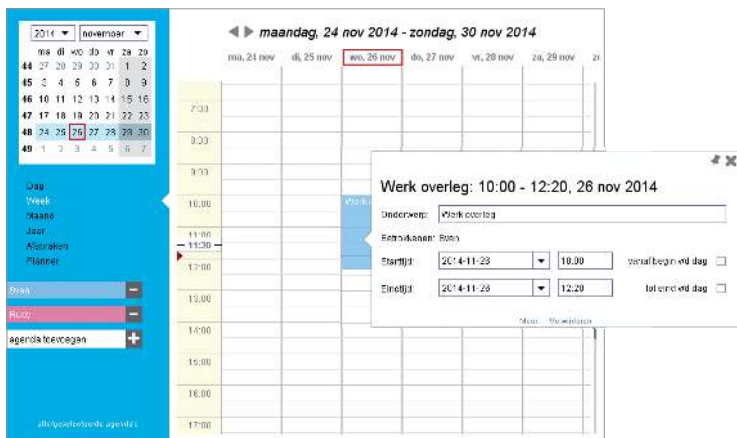 2014 november
ma di wo do vr za zo
44 27 28 29 30 31 1 2
45 3 4 5 6 7 8 9
46 10 11 12 13 14 15 16
47 17 18 19 20 21 22 23
48 24 25 26 27 28 29 30
49 1 2 3 4 5 6 7
Dag
Week
Maand
Jaar
Afspraken
Planner
Sven
Rudy
agenda toevoegen
alle/geselecteerde agenda's
maandag, 24 nov 2014 - zondag, 30 nov 2014
ma, 24 nov di, 25 nov wo, 26 nov do, 27 nov vr, 28 nov za, 29 nov
7:00
8:00
9:00
10:00
11:00
11:30
12:00
13:00
14:00
15:00
16:00
17:00
Werk
Werk overleg: 10:00 - 12:20, 26 nov 2014
Onderwerp: Werk overleg
Betrokkenen: Sven
Starttijd: 2014-11-26 10:00 vanaf begin v/d dag
Eindtijd: 2014-11-26 12:20 tot eind v/d dag
Meer Verwijderen